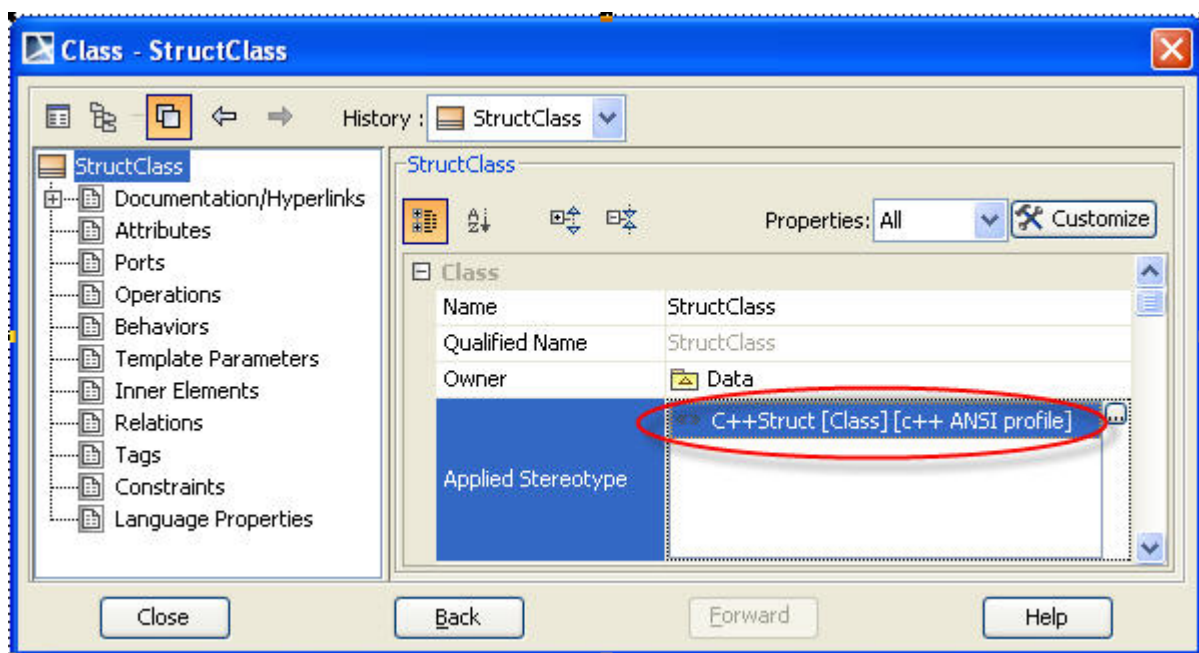 Class - StructClass
History : StructClass
StructClass
Documentation/Hyperlinks
Attributes
Ports
Operations
Behaviors
Template Parameters
Inner Elements
Relations
Tags
Constraints
Language Properties
StructClass
Properties: All Customize
Class
Name StructClass
Qualified Name StructClass
Owner Data
Applied Stereotype «» C++Struct [Class] [c++ ANSI profile] ...
Close Back Forward Help